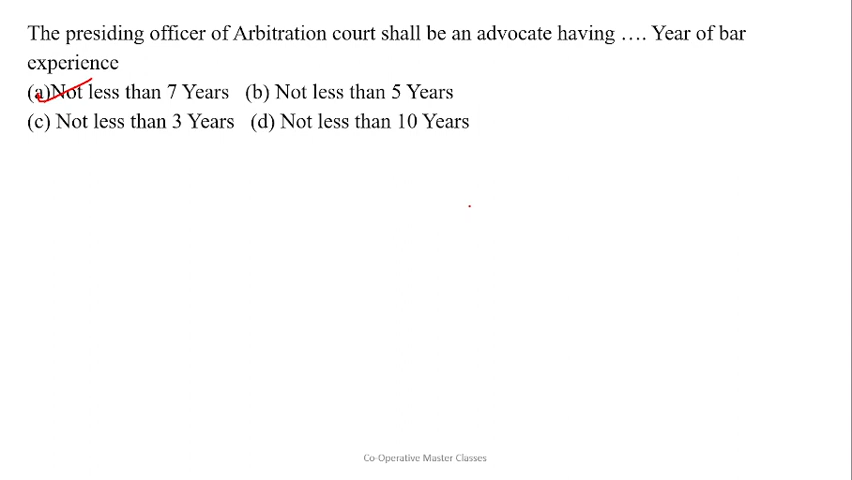 The presiding officer of Arbitration court shall be an advocate having …. Year of bar
experience
(a)Not less than 7 Years (b) Not less than 5 Years
(c) Not less than 3 Years (d) Not less than 10 Years
Co-Operative Master Classes